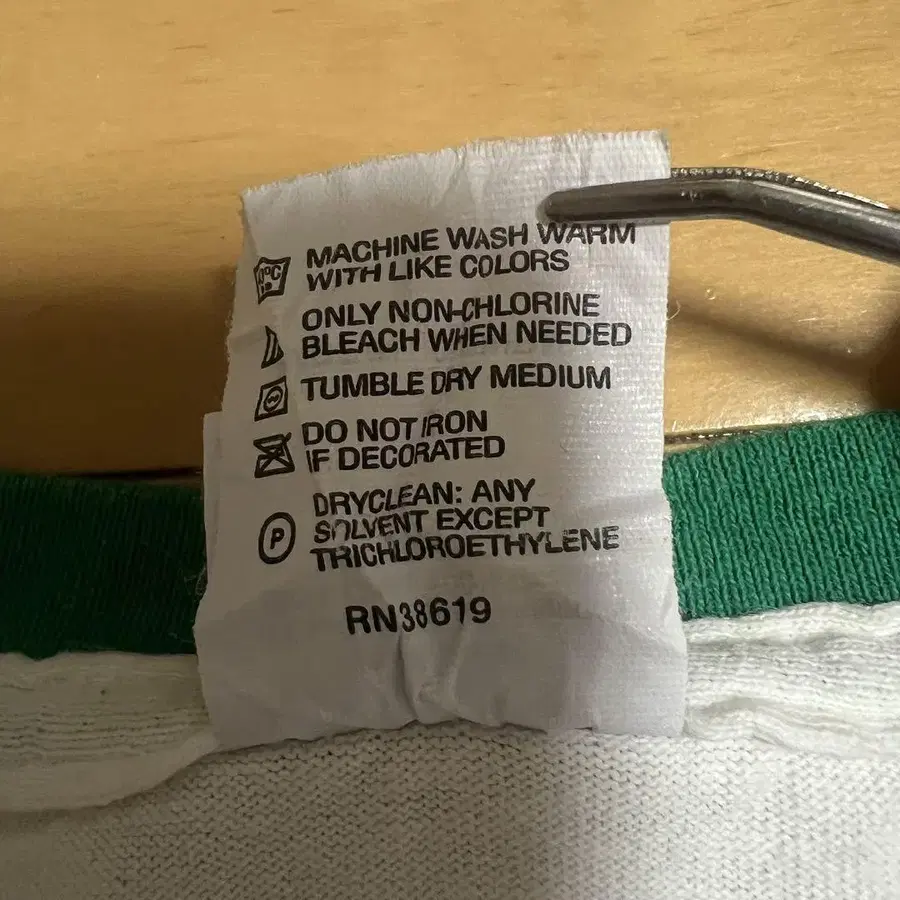 MACHINE WASH WARM
WITH LIKE COLORS
ONLY NON-CHLORINE
BLEACH WHEN NEEDED
TUMBLE DRY MEDIUM
DO NOT IRON
IF DECORATED
DRYCLEAN: ANY
P
SOLVENT EXCEPT
TRICHLOROETHYLENE
RN38619